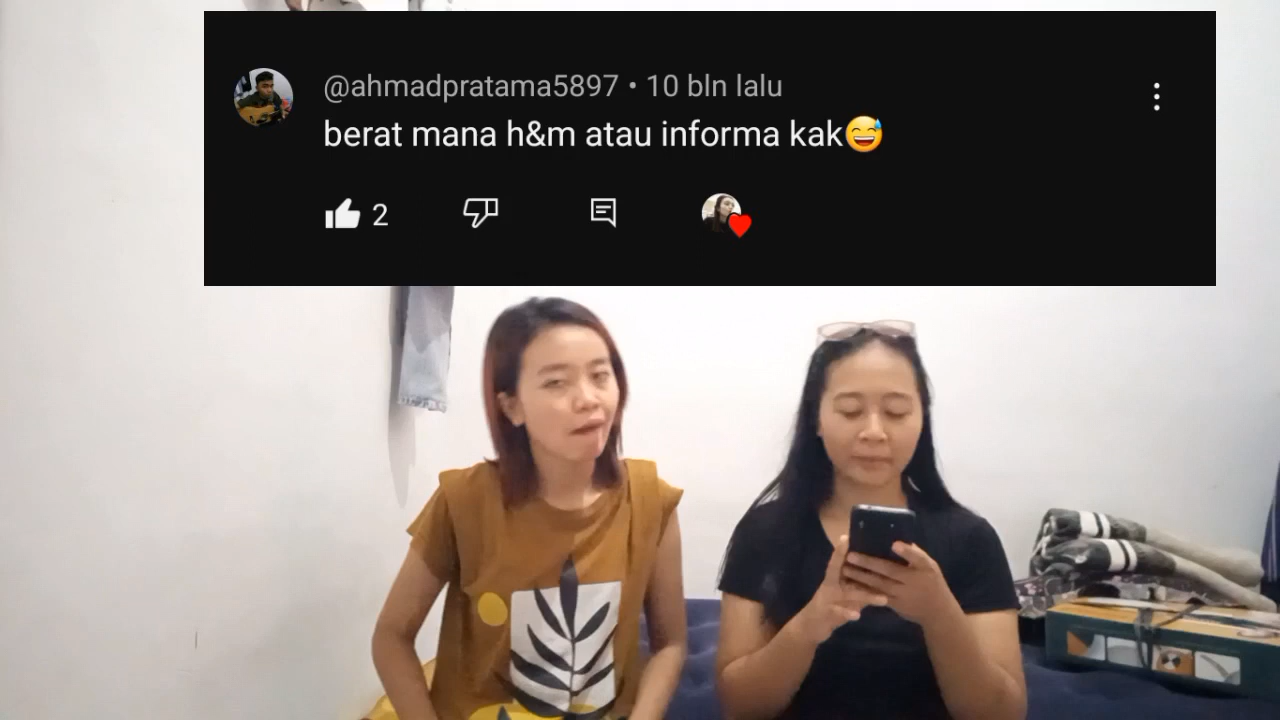 @ahmadpratama5897 • 10 bln lalu
berat mana h&m atau informa kak😅
2